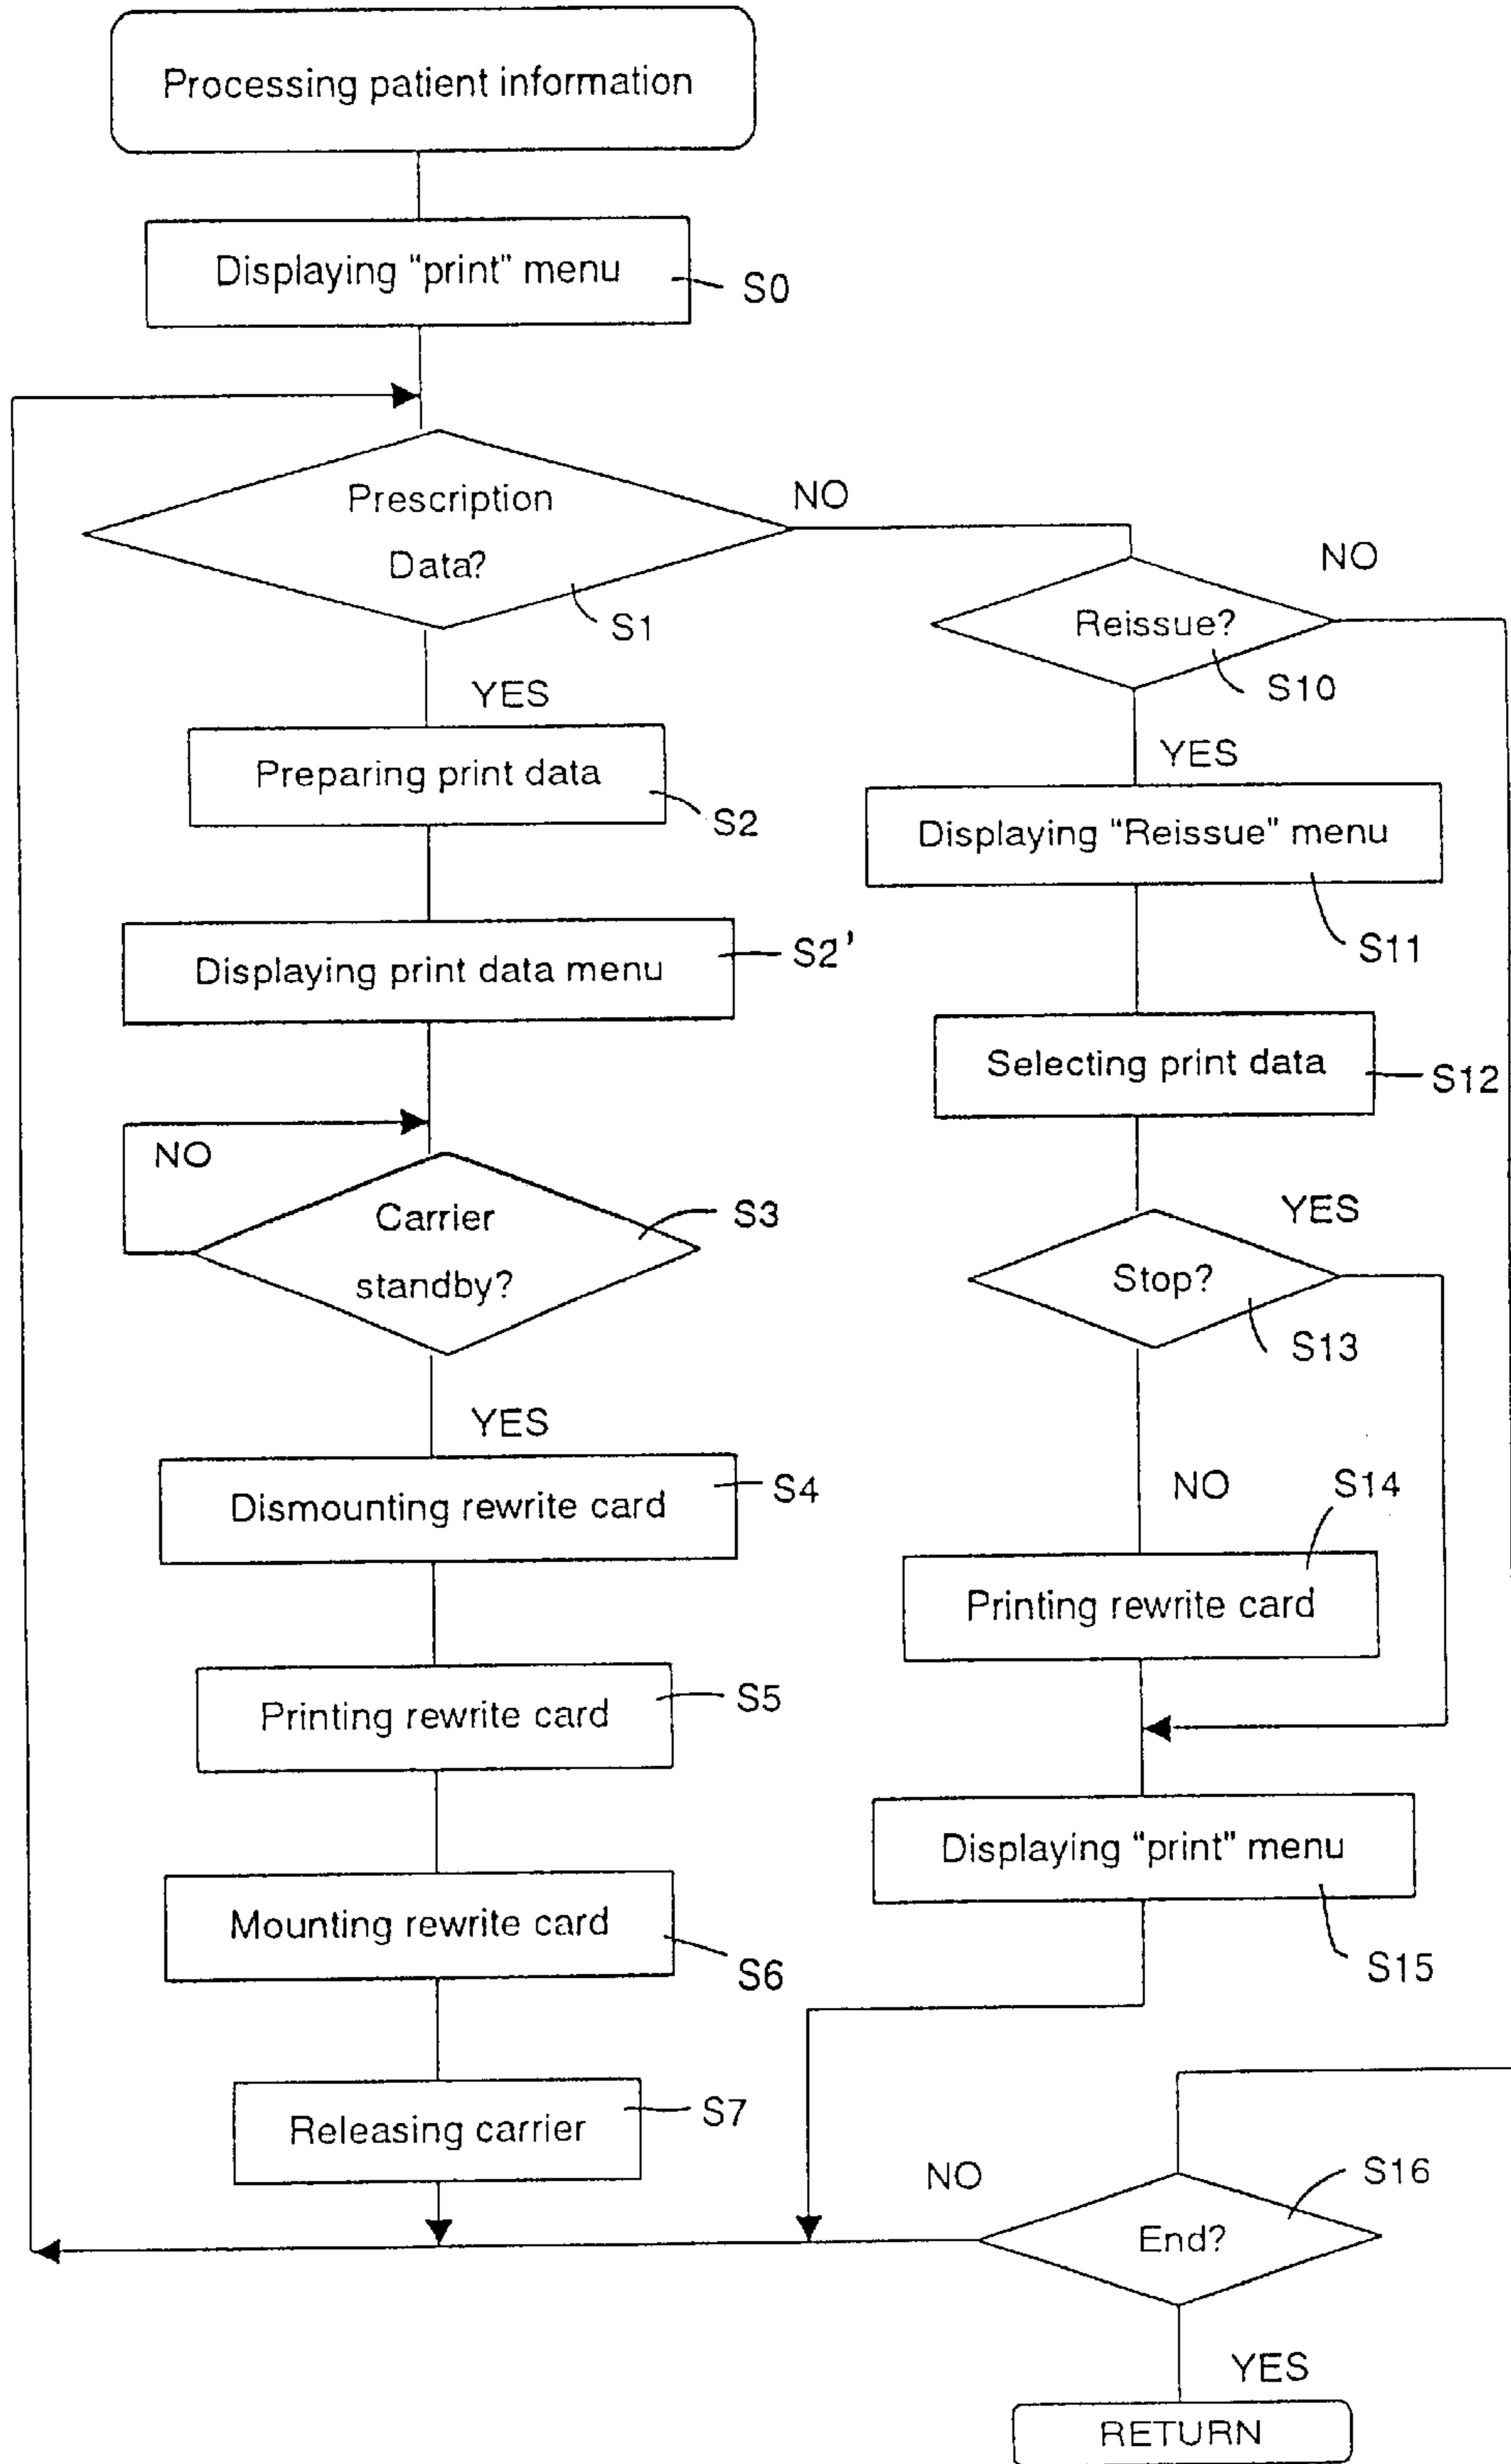 Processing patient information
Displaying “print” menu
S0
Prescription
Data?
S1
NO
YES
Preparing print data
S2
Displaying print data menu
S2'
NO
Carrier
standby?
S3
YES
Dismounting rewrite card
S4
Printing rewrite card
S5
Mounting rewrite card
S6
Releasing carrier
S7
NO
Reissue?
S10
YES
Displaying “Reissue” menu
S11
Selecting print data
S12
YES
Stop?
S13
NO
S14
Printing rewrite card
Displaying “print” menu
S15
NO
S16
End?
YES
RETURN